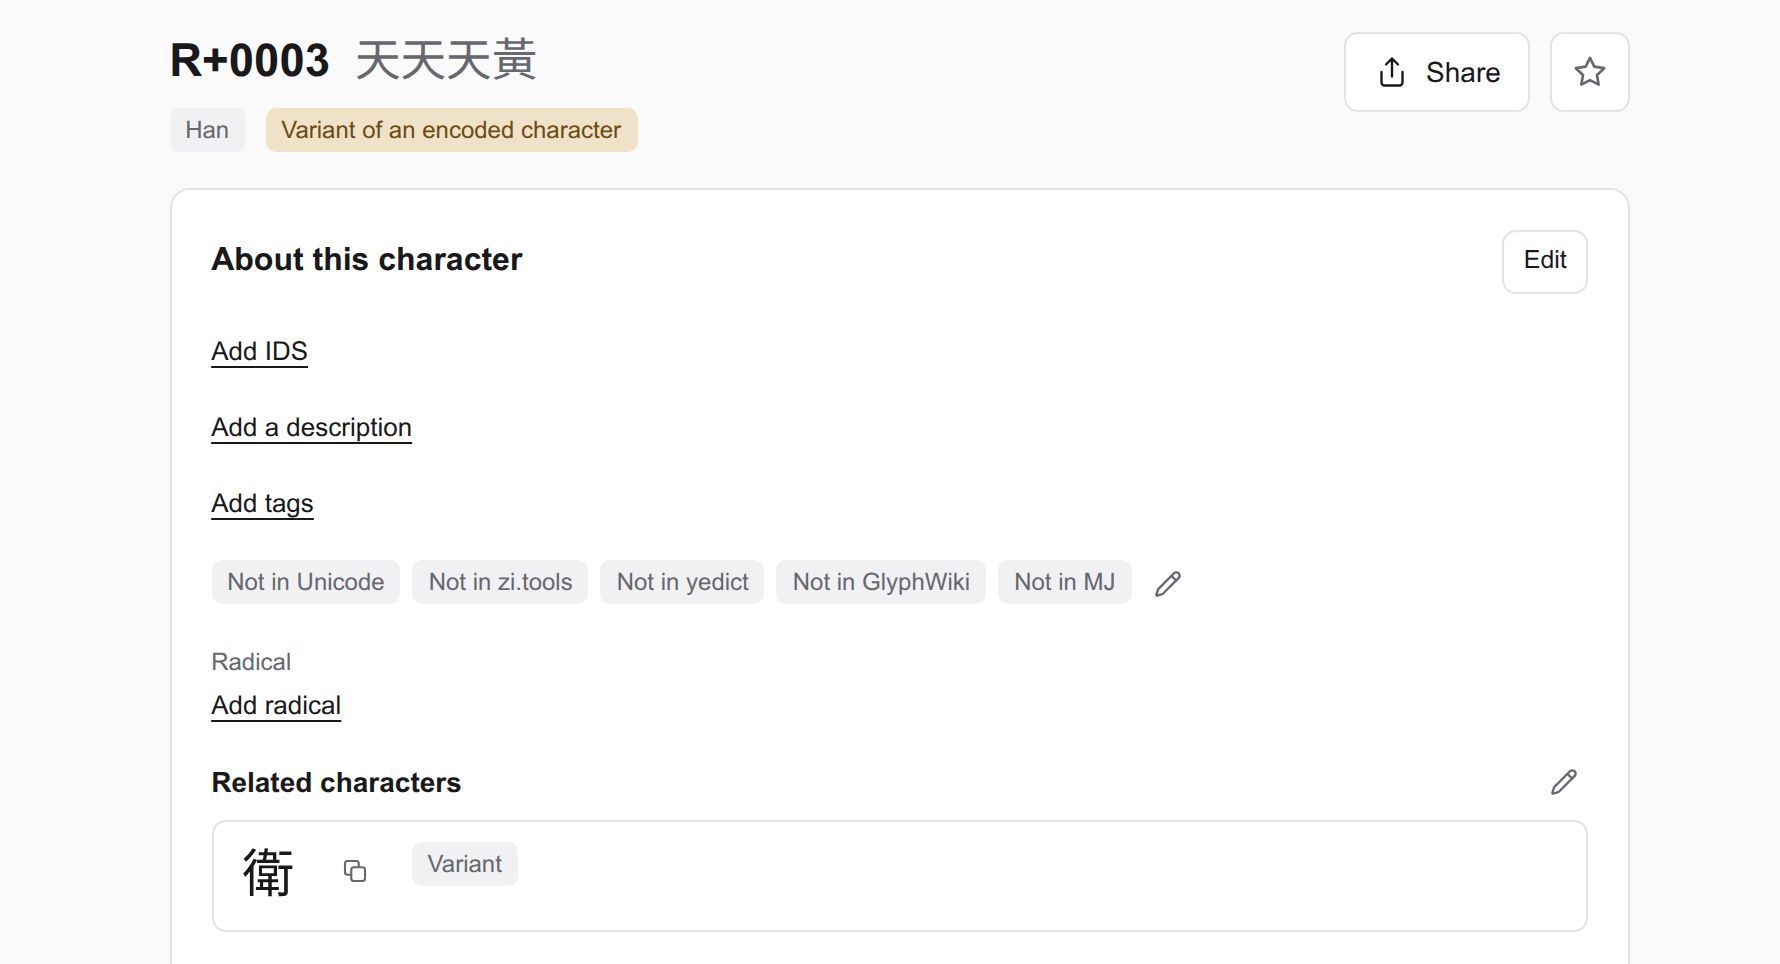 R+0003 天天天黃
Share
Han
Variant of an encoded character
About this character
Edit
Add IDS
Add a description
Add tags
Not in Unicode
Not in zi.tools
Not in yedict
Not in GlyphWiki
Not in MJ
Radical
Add radical
Related characters
衛
Variant